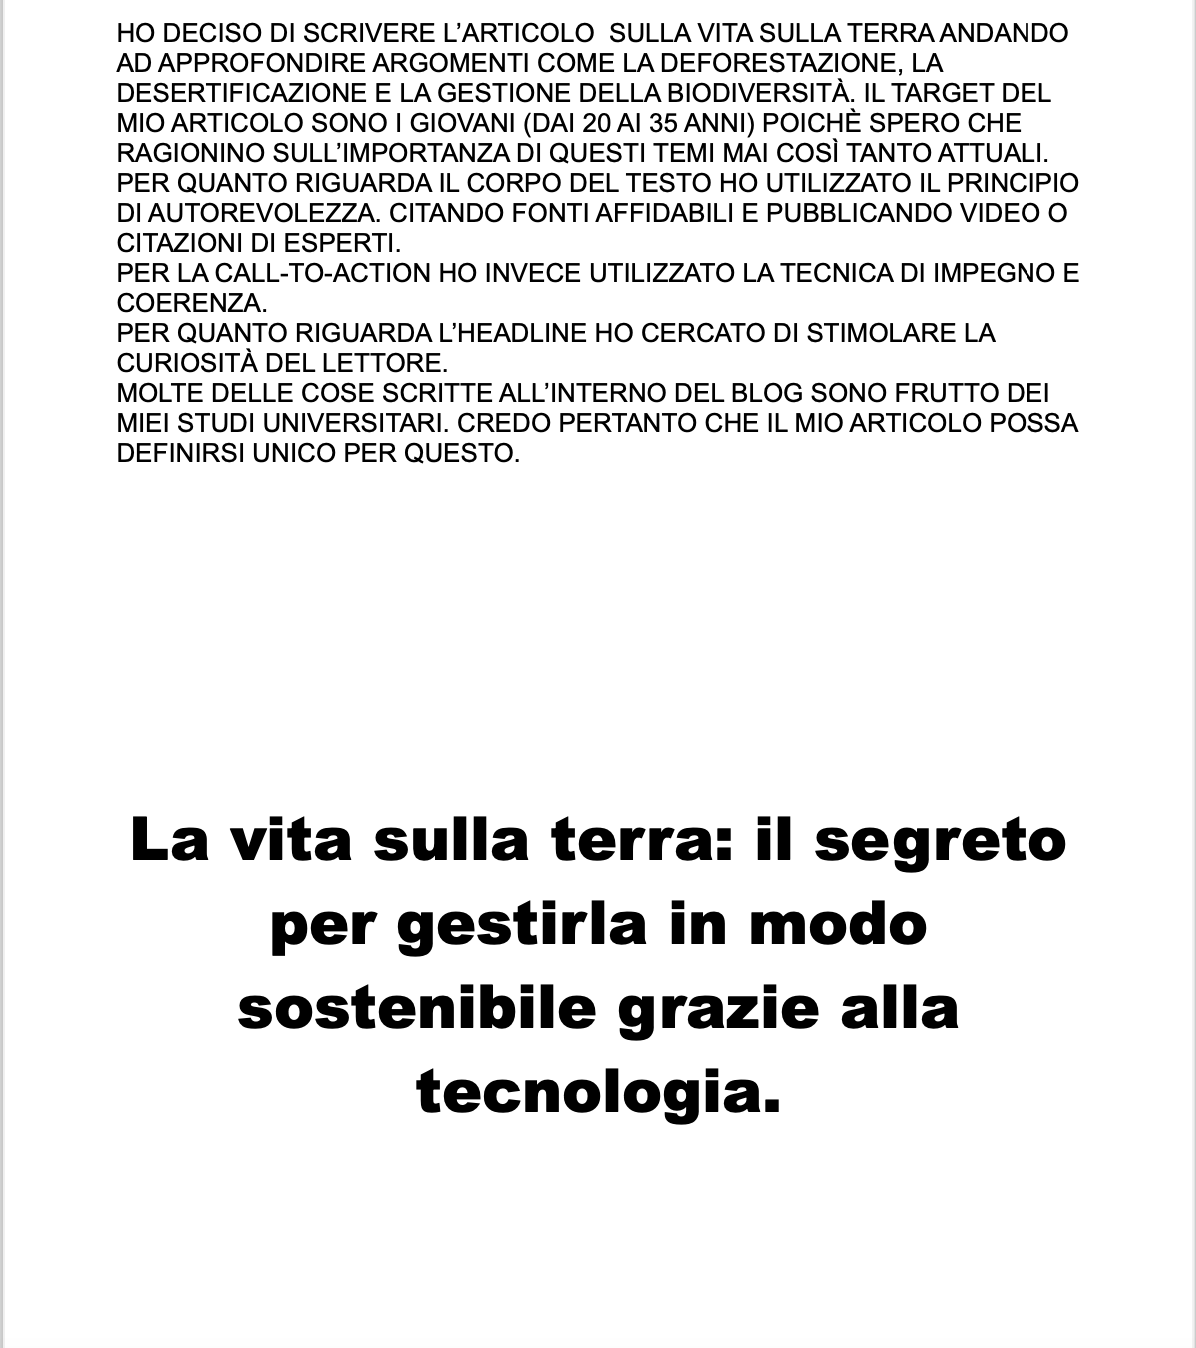 HO DECISO DI SCRIVERE L’ARTICOLO  SULLA VITA SULLA TERRA ANDANDO
AD APPROFONDIRE ARGOMENTI COME LA DEFORESTAZIONE, LA
DESERTIFICAZIONE E LA GESTIONE DELLA BIODIVERSITÀ. IL TARGET DEL
MIO ARTICOLO SONO I GIOVANI (DAI 20 AI 35 ANNI) POICHÈ SPERO CHE
RAGIONINO SULL’IMPORTANZA DI QUESTI TEMI MAI COSÌ TANTO ATTUALI.
PER QUANTO RIGUARDA IL CORPO DEL TESTO HO UTILIZZATO IL PRINCIPIO
DI AUTOREVOLEZZA. CITANDO FONTI AFFIDABILI E PUBBLICANDO VIDEO O
CITAZIONI DI ESPERTI.
PER LA CALL-TO-ACTION HO INVECE UTILIZZATO LA TECNICA DI IMPEGNO E
COERENZA.
PER QUANTO RIGUARDA L’HEADLINE HO CERCATO DI STIMOLARE LA
CURIOSITÀ DEL LETTORE.
MOLTE DELLE COSE SCRITTE ALL’INTERNO DEL BLOG SONO FRUTTO DEI
MIEI STUDI UNIVERSITARI. CREDO PERTANTO CHE IL MIO ARTICOLO POSSA
DEFINIRSI UNICO PER QUESTO.
La vita sulla terra: il segreto
per gestirla in modo
sostenibile grazie alla
tecnologia.